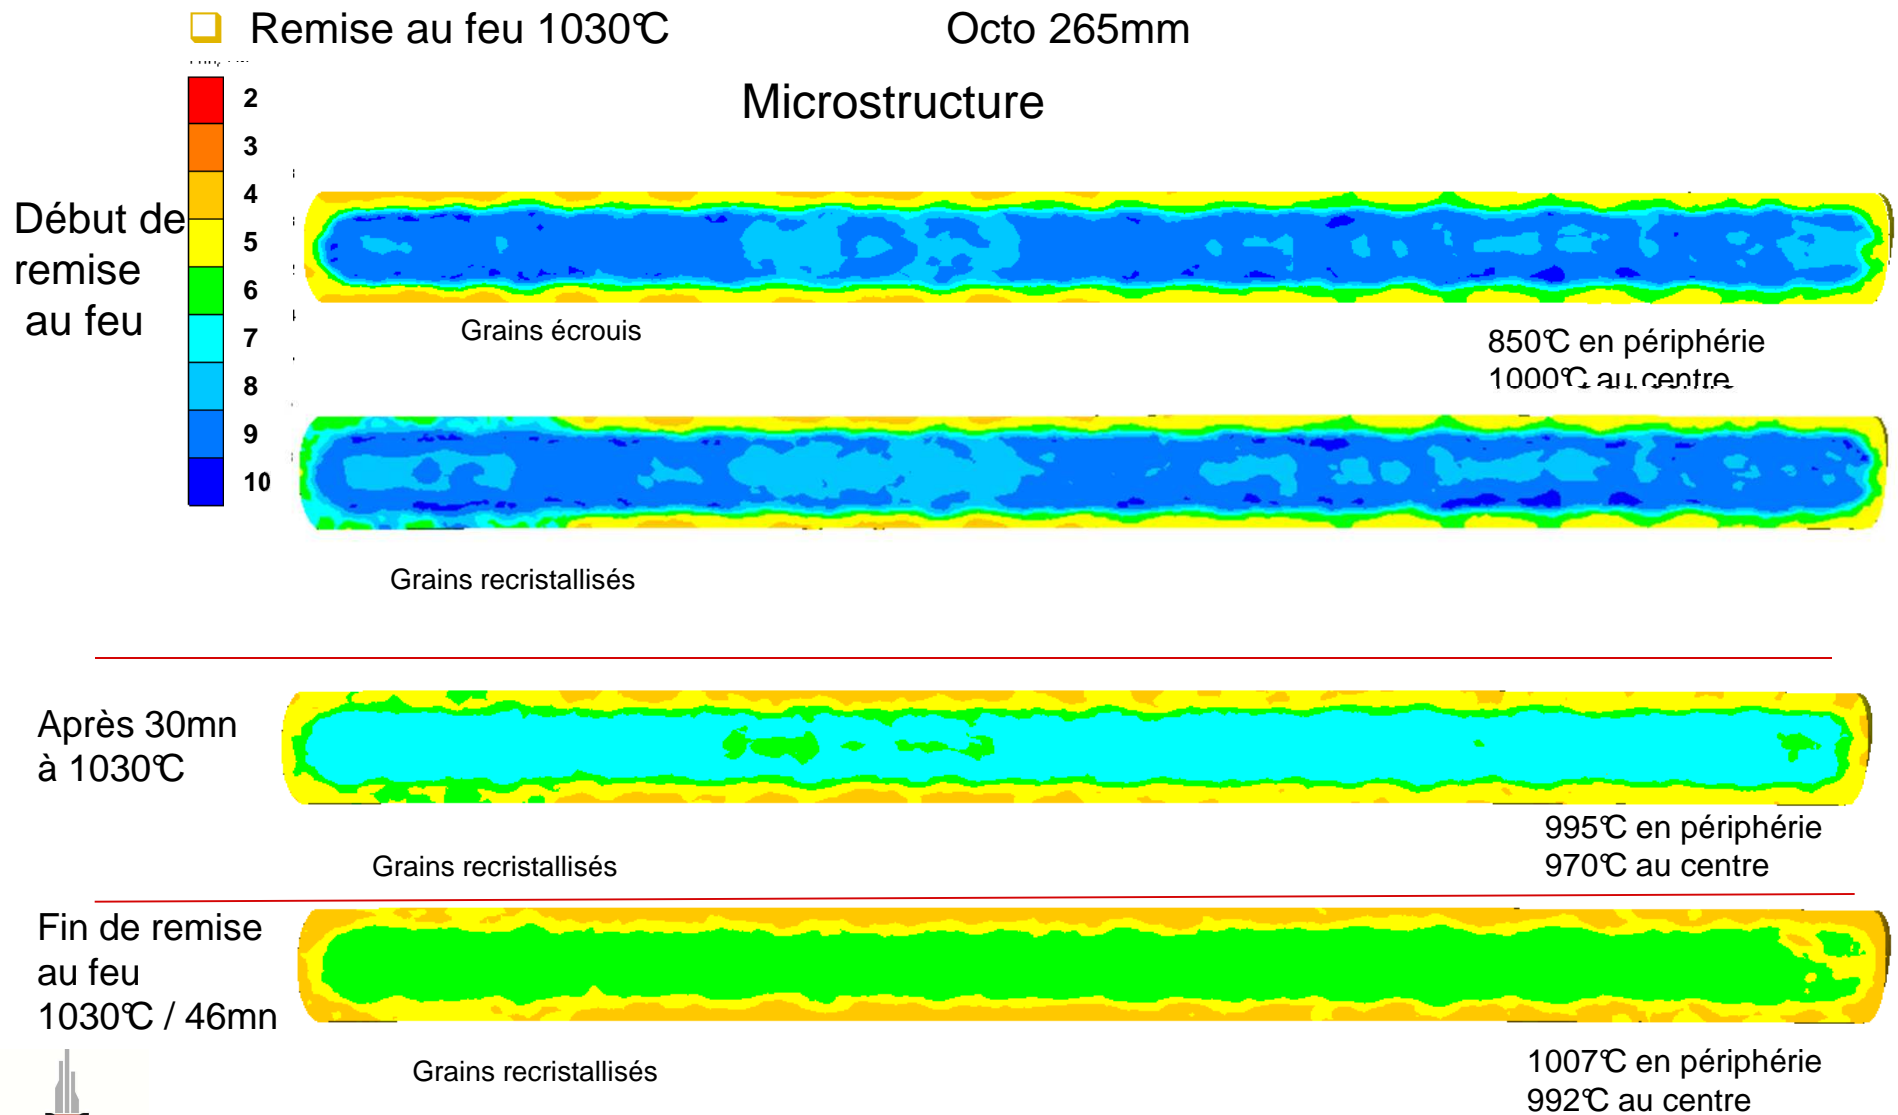 Remise au feu 1030°C
Octo 265mm
Microstructure
2
3
4
5
6
7
8
9
10
Début de
remise
au feu
Grains écrouis
850°C en périphérie
1000°C au centre
Grains recristallisés
Après 30mn
à 1030°C
Grains recristallisés
995°C en périphérie
970°C au centre
Fin de remise
au feu
1030°C / 46mn
Grains recristallisés
1007°C en périphérie
992°C au centre